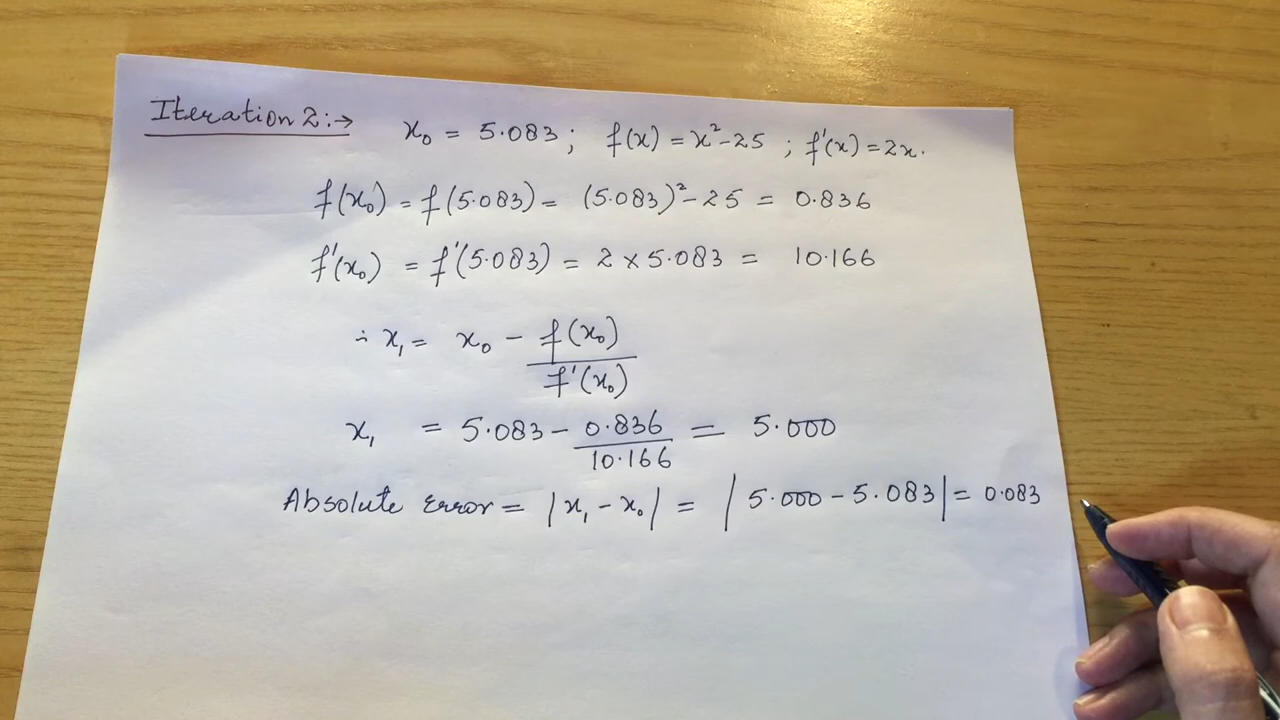 Iteration 2:→ x₀ = 5.083 ; f(x) = x²-25 ; f'(x) = 2x.
f(x₀) = f(5.083) = (5.083)²-25 = 0.836
f'(x₀) = f'(5.083) = 2 × 5.083 = 10.166
∴ x₁ = x₀ - f(x₀)
f'(x₀)
x₁ = 5.083 - 0.836 = 5.000
10.166
Absolute Error = |x₁ - x₀| = |5.000 - 5.083| = 0.083